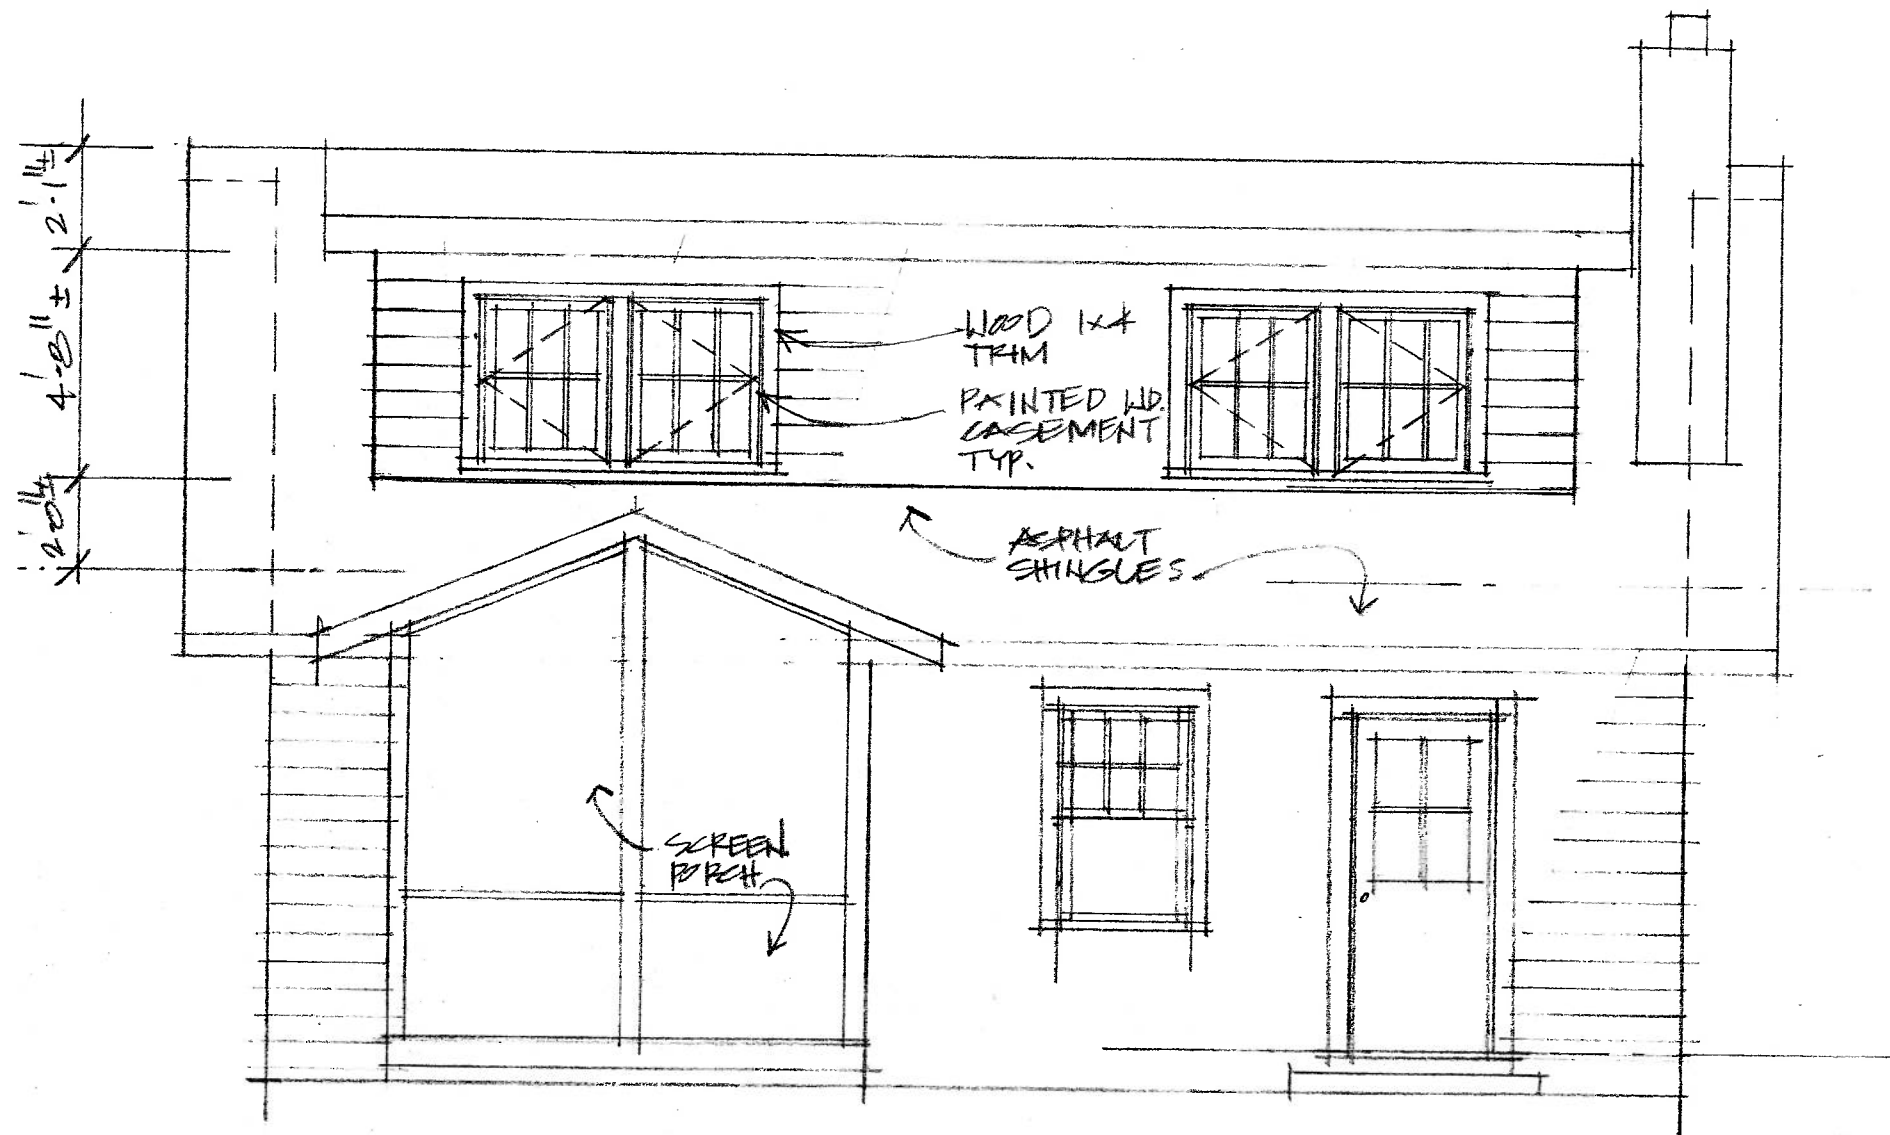 2'-1"±
4'-8"±
2'-0"±
WOOD 1x4
TRIM
PAINTED WD.
CASEMENT
TYP.
ASPHALT
SHINGLES
SCREEN
PORCH